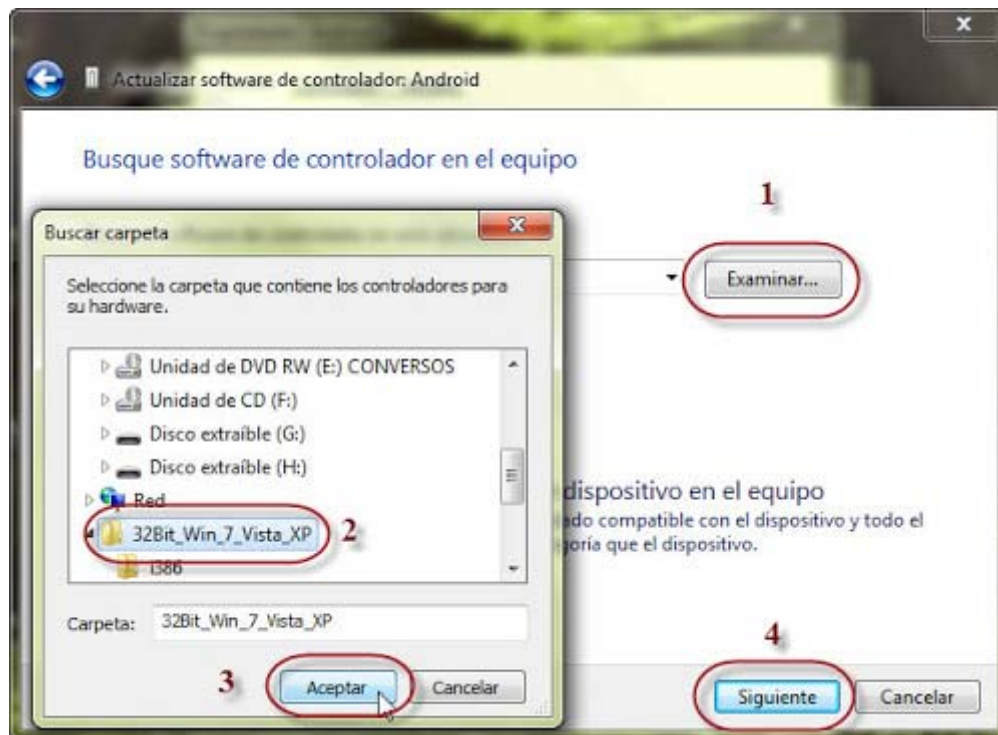 Actualizar software de controlador: Android
Busque software de controlador en el equipo
1
Buscar carpeta
Examinar...
Seleccione la carpeta que contiene los controladores para
su hardware.
Unidad de DVD RW (E:) CONVERSOS
Unidad de CD (F:)
Disco extraíble (G:)
Disco extraíble (H:)
Red
32Bit_Win_7_Vista_XP
2
i386
dispositivo en el equipo
compatible con el dispositivo y todo el
que el dispositivo.
Carpeta: 32Bit_Win_7_Vista_XP
3
Aceptar
Cancelar
4
Siguiente
Cancelar